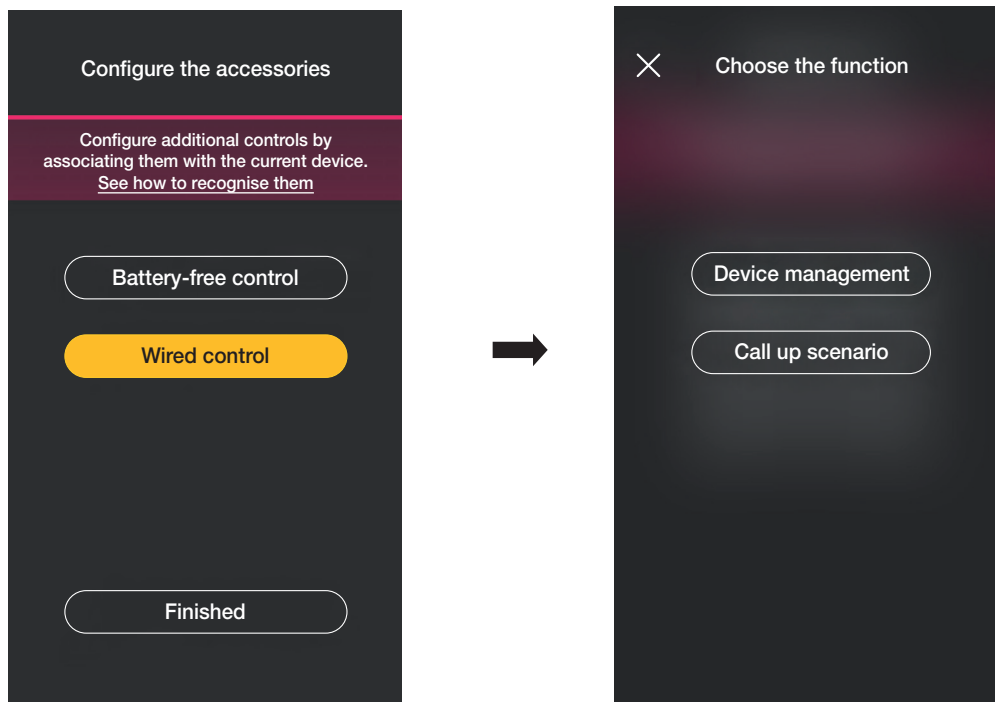 Configure the accessories
Configure additional controls by
associating them with the current device.
See how to recognise them
Battery-free control
Wired control
Finished
Choose the function
Device management
Call up scenario